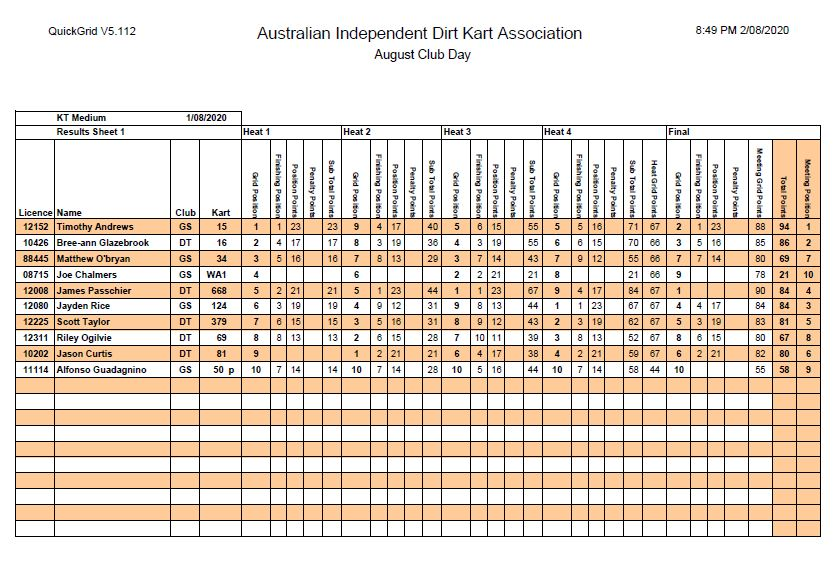 QuickGrid V5.112
Australian Independent Dirt Kart Association
8:49 PM 2/08/2020
August Club Day
KT Medium 1/08/2020
Results Sheet 1 Heat 1 Heat 2 Heat 3 Heat 4 Final
Licence Name Club Kart Grid Position Finishing Position Position Points Penalty Points Sub Total Points Grid Position Finishing Position Position Points Penalty Points Sub Total Points Grid Position Finishing Position Position Points Penalty Points Sub Total Points Grid Position Finishing Position Position Points Penalty Points Sub Total Points Heat Grid Points Grid Position Finishing Position Position Points Penalty Points Meeting Grid Points Total Points Meeting Position
12152 Timothy Andrews GS 15 1 1 23 23 9 4 17 40 5 6 15 55 5 5 16 71 67 2 1 23 88 94 1
10426 Bree-ann Glazebrook DT 16 2 4 17 17 8 3 19 36 4 3 19 55 6 6 15 70 66 3 5 16 85 86 2
88445 Matthew O'bryan GS 34 3 5 16 16 7 8 13 29 3 7 14 43 7 9 12 55 66 7 7 14 80 69 7
08715 Joe Chalmers GS WA1 4 6 2 2 21 21 8 21 66 9 78 21 10
12008 James Passchier DT 668 5 2 21 21 5 1 23 44 1 1 23 67 9 4 17 84 67 1 90 84 4
12080 Jayden Rice GS 124 6 3 19 19 4 9 12 31 9 8 13 44 1 1 23 67 67 4 4 17 84 84 3
12225 Scott Taylor DT 379 7 6 15 15 3 5 16 31 8 9 12 43 2 3 19 62 67 5 3 19 83 81 5
12311 Riley Ogilvie DT 69 8 8 13 13 2 6 15 28 7 10 11 39 3 8 13 52 67 8 6 15 80 67 8
10202 Jason Curtis DT 81 9 1 2 21 21 6 4 17 38 4 2 21 59 67 6 2 21 82 80 6
11114 Alfonso Guadagnino GS 50 p 10 7 14 14 10 7 14 28 10 5 16 44 10 7 14 58 44 10 55 58 9